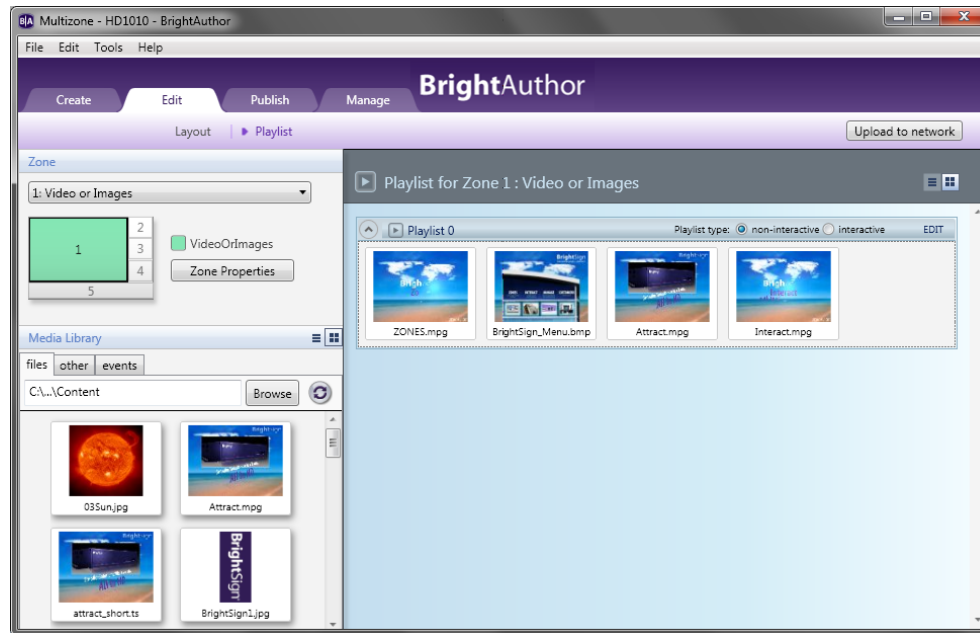 Multizone - HD1010 - BrightAuthor
File Edit Tools Help
BrightAuthor
Create Edit Publish Manage
Layout Playlist Upload to network
Zone
1: Video or Images
1 2 3 4 5
VideoOrImages
Zone Properties
Media Library
files other events
C:\...\Content Browse
03Sun.jpg Attract.mpg
BrightSign
attract_short.ts BrightSign1.jpg
Playlist for Zone 1 : Video or Images
Playlist 0 Playlist type: non-interactive interactive EDIT
ZONES.mpg BrightSign_Menu.bmp Attract.mpg Interact.mpg